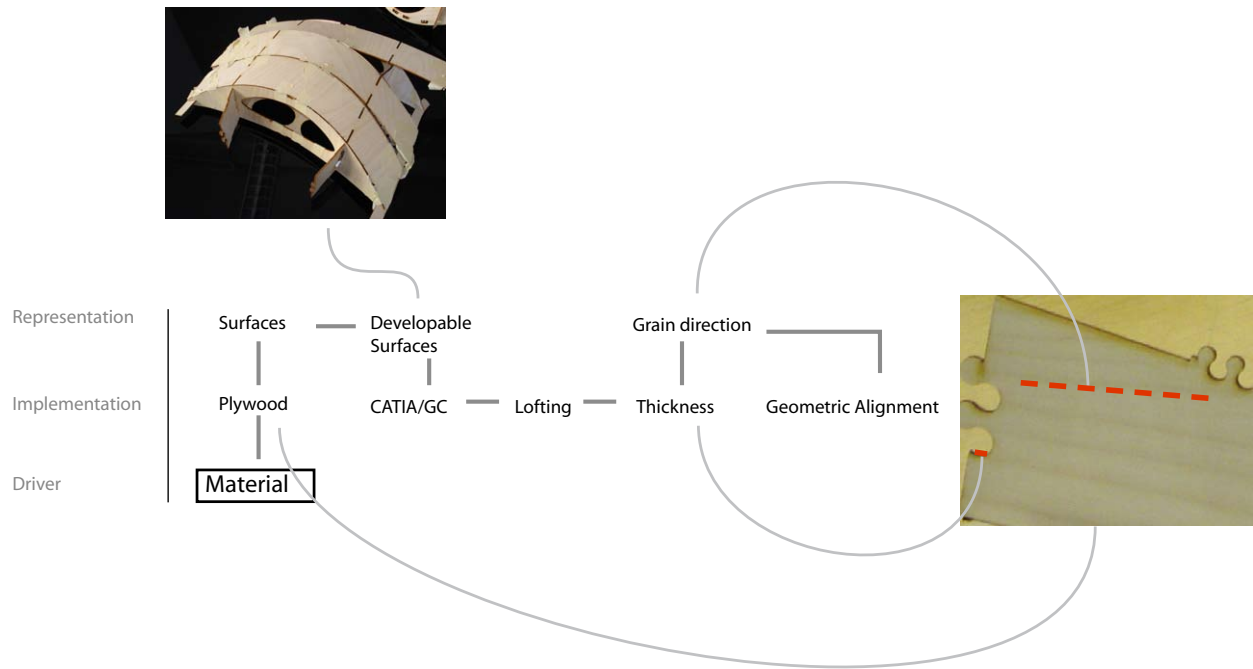 Representation
Surfaces
Developable
Surfaces
Grain direction
Implementation
Plywood
CATIA/GC
Lofting
Thickness
Geometric Alignment
Driver
Material